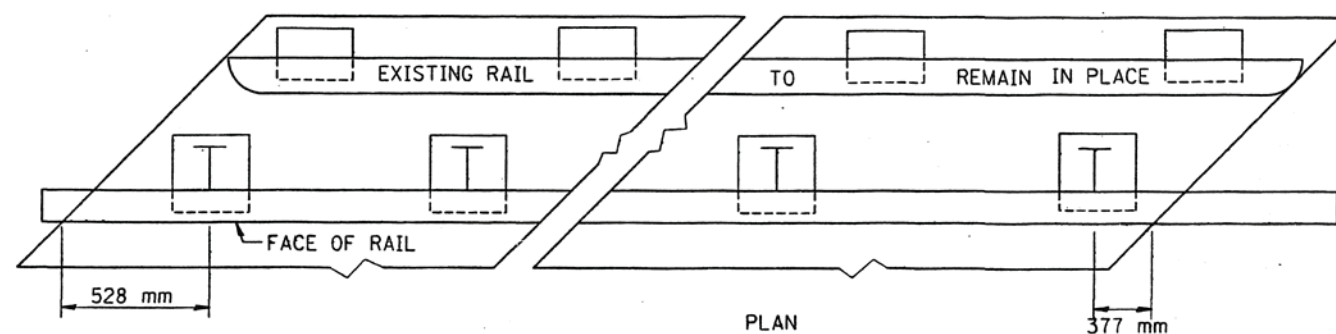 EXISTING RAIL TO REMAIN IN PLACE
FACE OF RAIL
528 mm
PLAN
377 mm